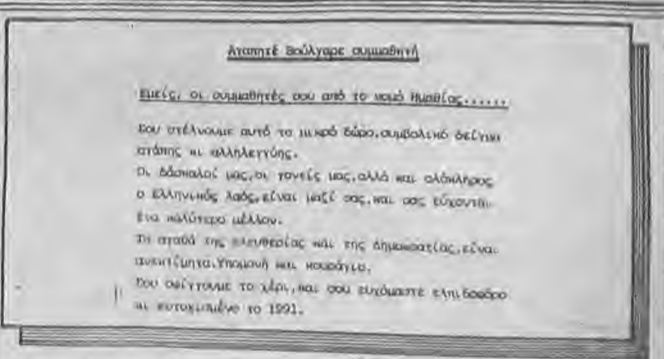 Αγαπητέ Βούλγαρε συμμαθητή
Εμείς, οι συμμαθητές σου από το νομό Ημαθίας......
Σου στέλνουμε αυτό το μικρό δώρο,συμβολικό δείγμα
αγάπης κι αλληλεγγύης.
Οι δάσκαλοί μας,οι γονείς μας,αλλά και ολόκληρος
ο Ελληνικός λαός,είναι μαζί σας,και σας εύχονται
ένα καλύτερο μέλλον.
Τα αγαθά της ελευθερίας και της δημοκρατίας,είναι
ανεκτίμητα.Υπομονή και κουράγιο.
Σου σφίγγουμε το χέρι,και σου ευχόμαστε ελπιδοφόρο
κι ευτυχισμένο το 1991.